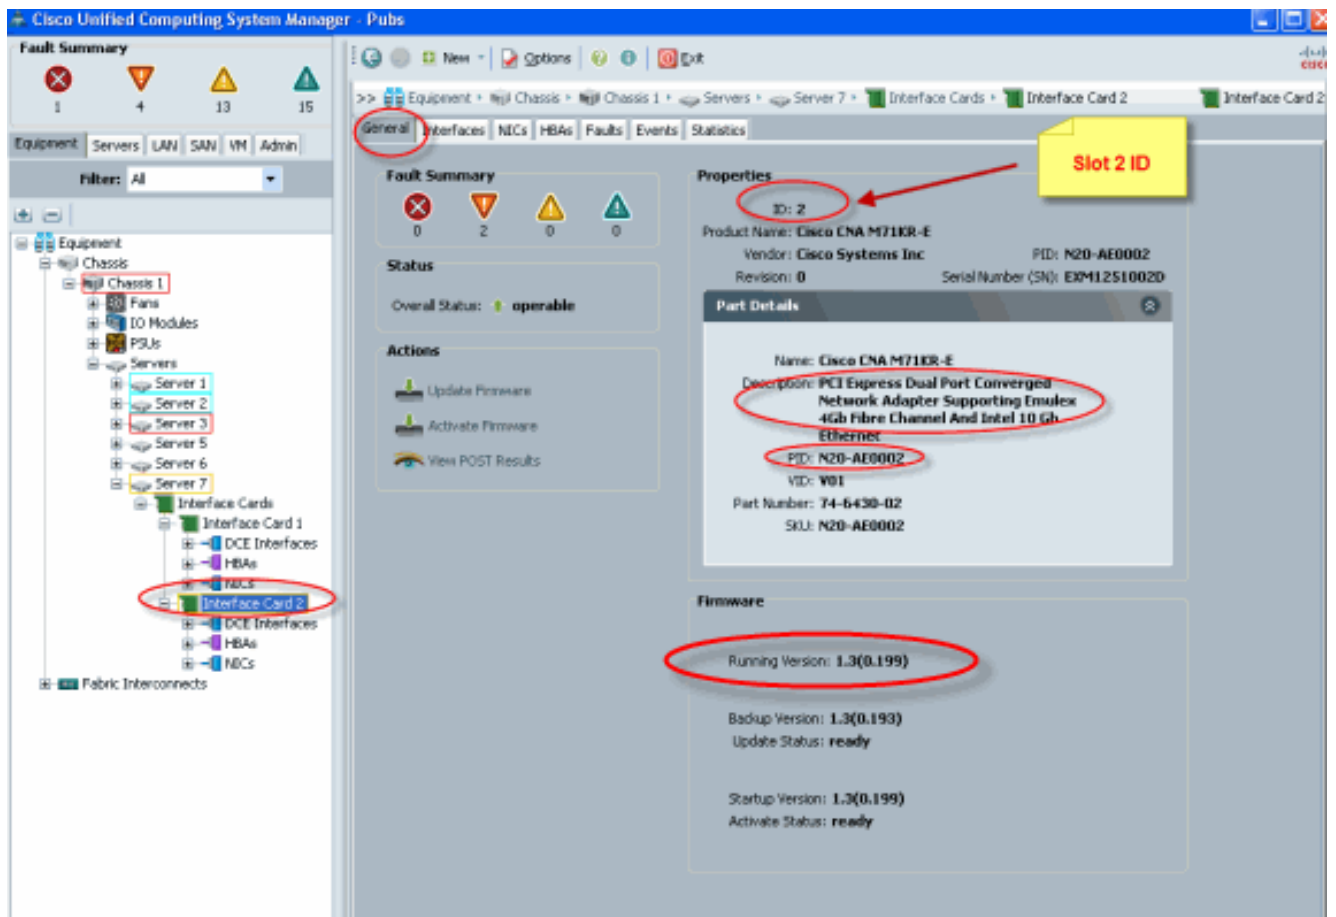 Cisco Unified Computing System Manager - Pubs
Fault Summary
1 4 13 15
New Options Exit
cisco
>> Equipment Chassis Chassis 1 Servers Server 7 Interface Cards Interface Card 2 Interface Card 2
Equipment Servers LAN SAN VM Admin
Filter: All
Equipment
Chassis
Chassis 1
Fans
IO Modules
PSUs
Servers
Server 1
Server 2
Server 3
Server 5
Server 6
Server 7
Interface Cards
Interface Card 1
DCE Interfaces
HBAs
NICs
Interface Card 2
DCE Interfaces
HBAs
NICs
Fabric Interconnects
General Interfaces NICs HBAs Faults Events Statistics
Fault Summary
0 2 0 0
Status
Overall Status: operable
Actions
Update Firmware
Activate Firmware
View POST Results
Slot 2 ID
Properties
ID: 2
Product Name: Cisco CNA M71KR-E
Vendor: Cisco Systems Inc PID: N20-AE0002
Revision: 0 Serial Number (SN): EXM1251002D
Part Details
Name: Cisco CNA M71KR-E
Description: PCI Express Dual Port Converged
Network Adapter Supporting Emulex
4Gb Fibre Channel And Intel 10 Gb
Ethernet
PID: N20-AE0002
VID: V01
Part Number: 74-6430-02
SKU: N20-AE0002
Firmware
Running Version: 1.3(0.199)
Backup Version: 1.3(0.193)
Update Status: ready
Startup Version: 1.3(0.199)
Activate Status: ready